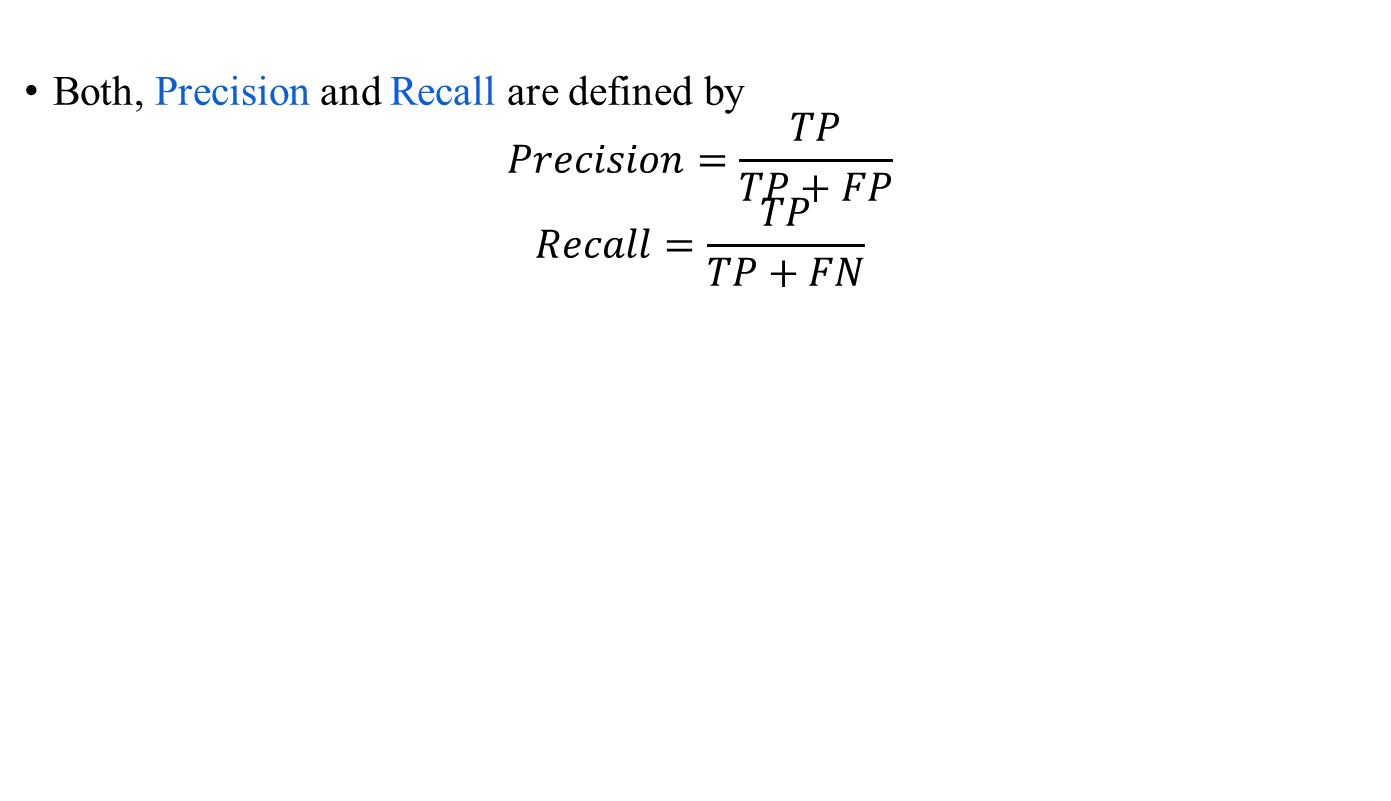 • Both, Precision and Recall are defined by
Precision = TP / (TP + FP)
Recall = TP / (TP + FN)